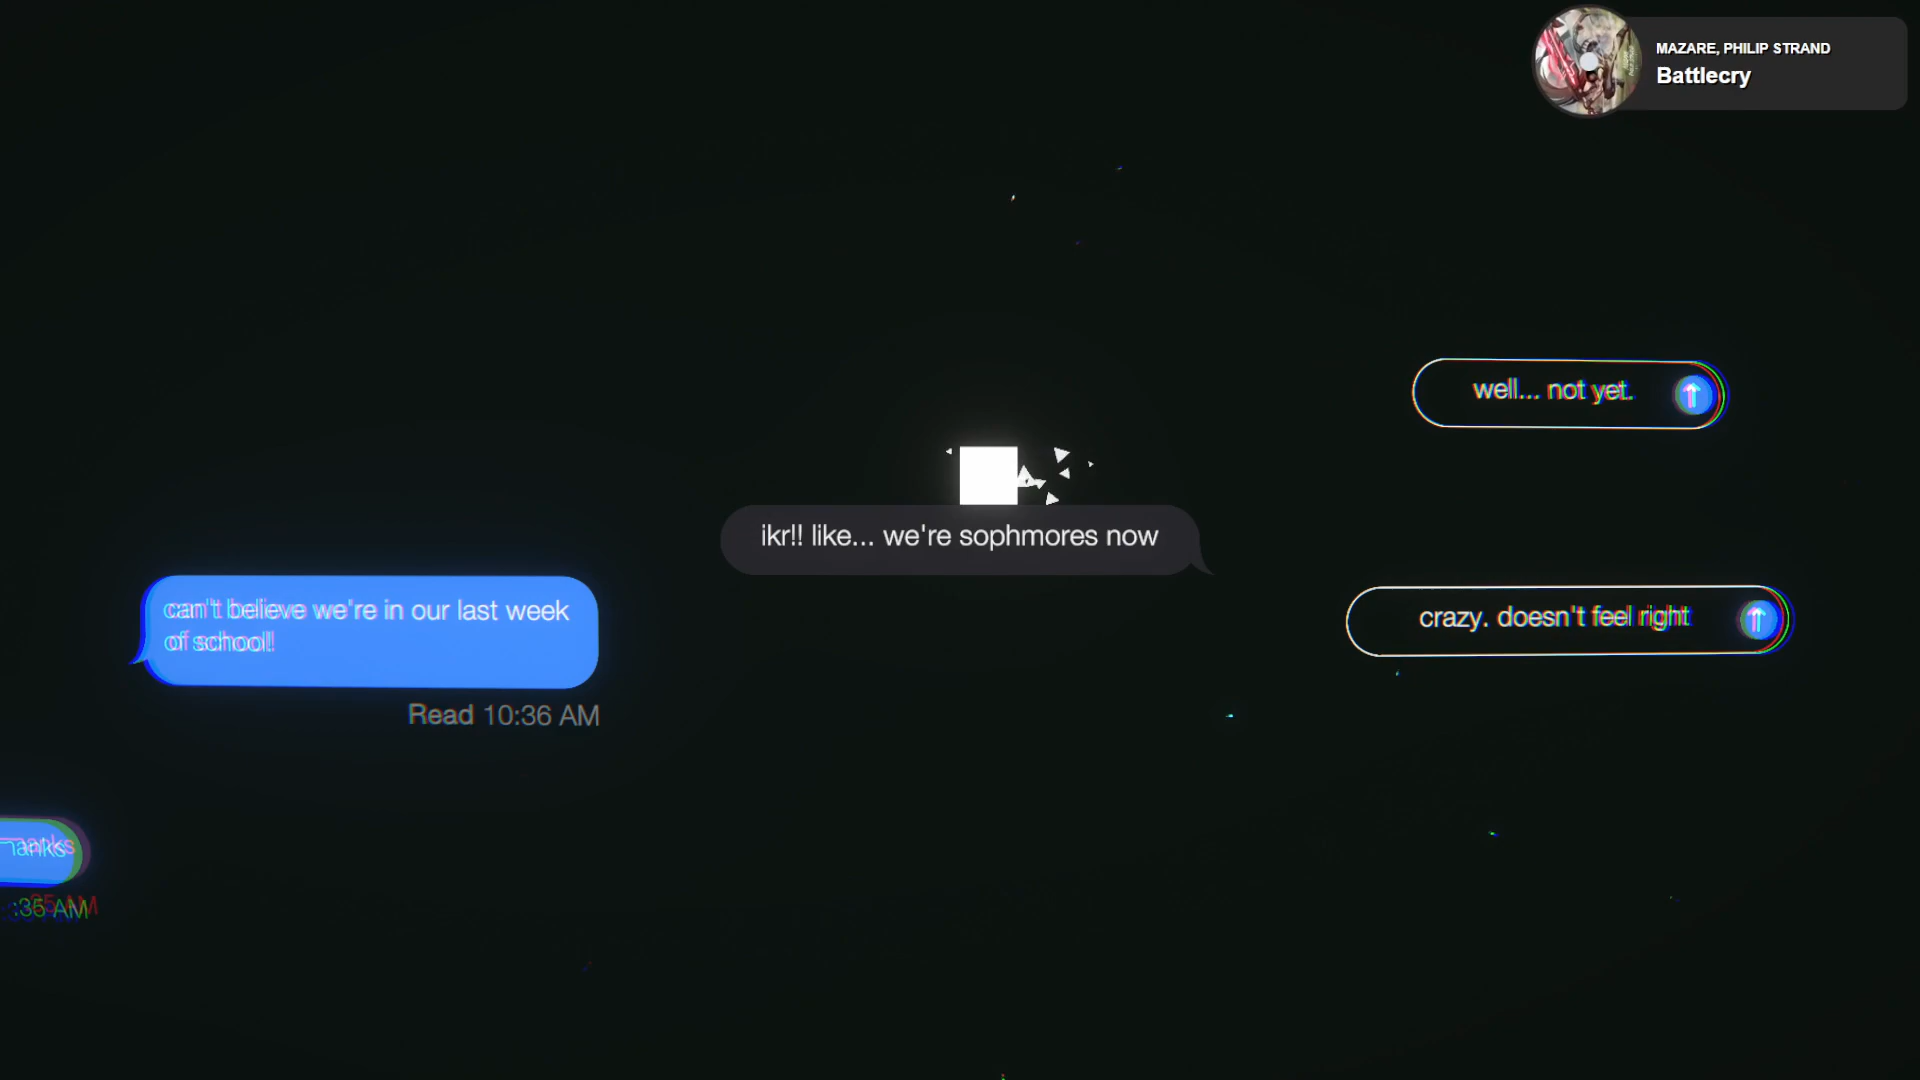 MAZARE, PHILIP STRAND
Battlecry
well... not yet.
ikr!! like... we're sophmores now
can't believe we're in our last week
of school!
crazy. doesn't feel right
Read 10:36 AM